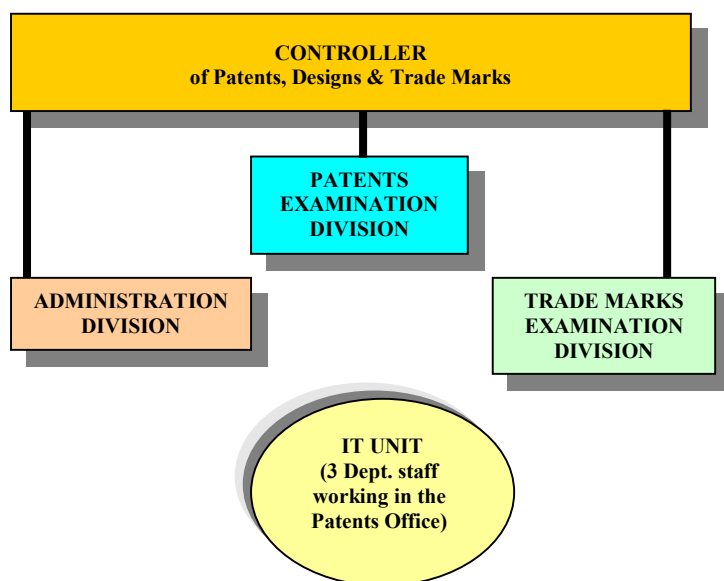 CONTROLLER
of Patents, Designs & Trade Marks
PATENTS
EXAMINATION
DIVISION
ADMINISTRATION
DIVISION
TRADE MARKS
EXAMINATION
DIVISION
IT UNIT
(3 Dept. staff
working in the
Patents Office)